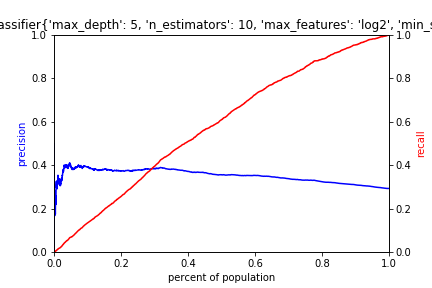 assifier{'max_depth': 5, 'n_estimators': 10, 'max_features': 'log2', 'min_s
1.0 1.0
0.8 0.8
0.6 0.6
precision recall
0.4 0.4
0.2 0.2
0.0 0.0
0.0 0.2 0.4 0.6 0.8 1.0
percent of population